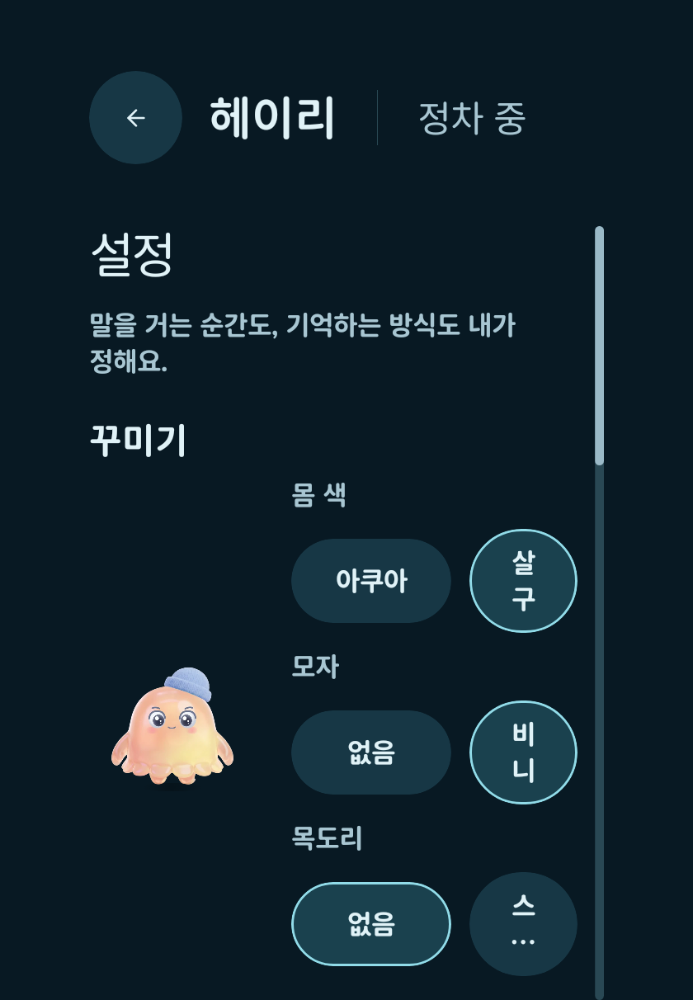 헤이리 정차 중
설정
말을 거는 순간도, 기억하는 방식도 내가
정해요.
꾸미기
몸 색
아쿠아
살
구
모자
없음
비
니
목도리
없음
스
...